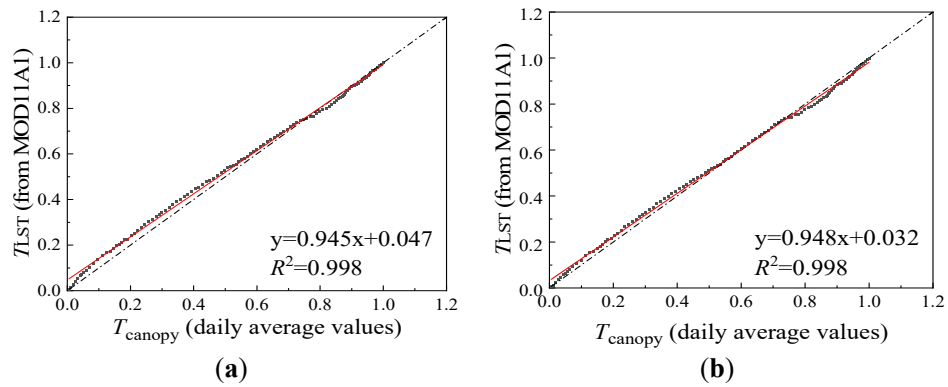 1.2
1.0
0.8
0.6
0.4
0.2
0.0
TLST (from MOD11A1)
y=0.945x+0.047
R²=0.998
0.0 0.2 0.4 0.6 0.8 1.0 1.2
Tcanopy (daily average values)
(a)
1.2
1.0
0.8
0.6
0.4
0.2
0.0
TLST (from MOD11A1)
y=0.948x+0.032
R²=0.998
0.0 0.2 0.4 0.6 0.8 1.0 1.2
Tcanopy (daily average values)
(b)